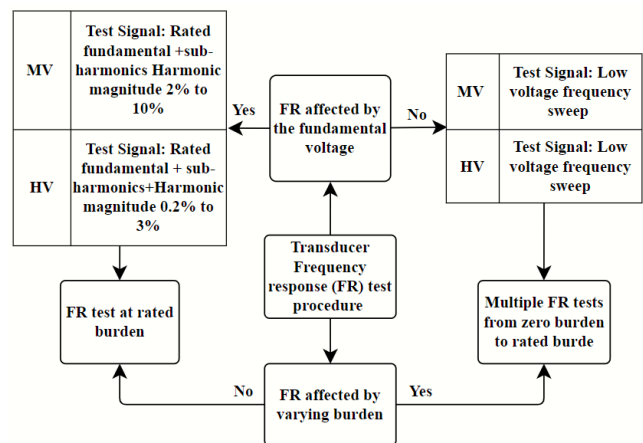 MV
Test Signal: Rated
fundamental +sub-
harmonics Harmonic
magnitude 2% to
10%
HV
Test Signal: Rated
fundamental + sub-
harmonics+Harmonic
magnitude 0.2% to
3%
Yes
FR affected by
the fundamental
voltage
No
MV
Test Signal: Low
voltage frequency
sweep
HV
Test Signal: Low
voltage frequency
sweep
Transducer
Frequency
response (FR) test
procedure
FR test at rated
burden
Multiple FR tests
from zero burden
to rated burde
No
FR affected by
varying burden
Yes